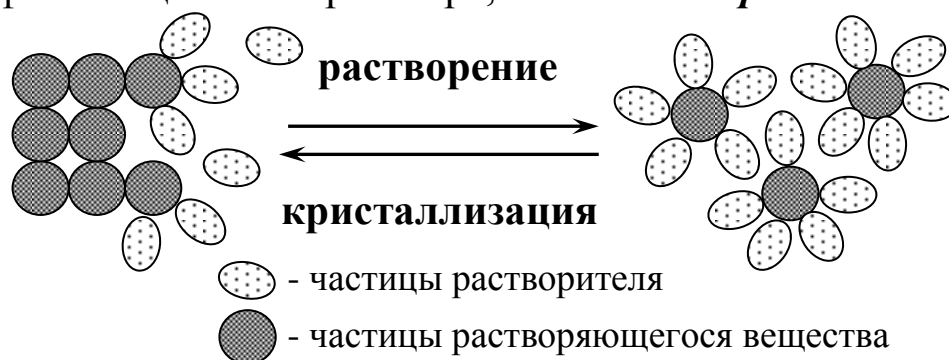 растворение
кристаллизация
- частицы растворителя
- частицы растворяющегося вещества